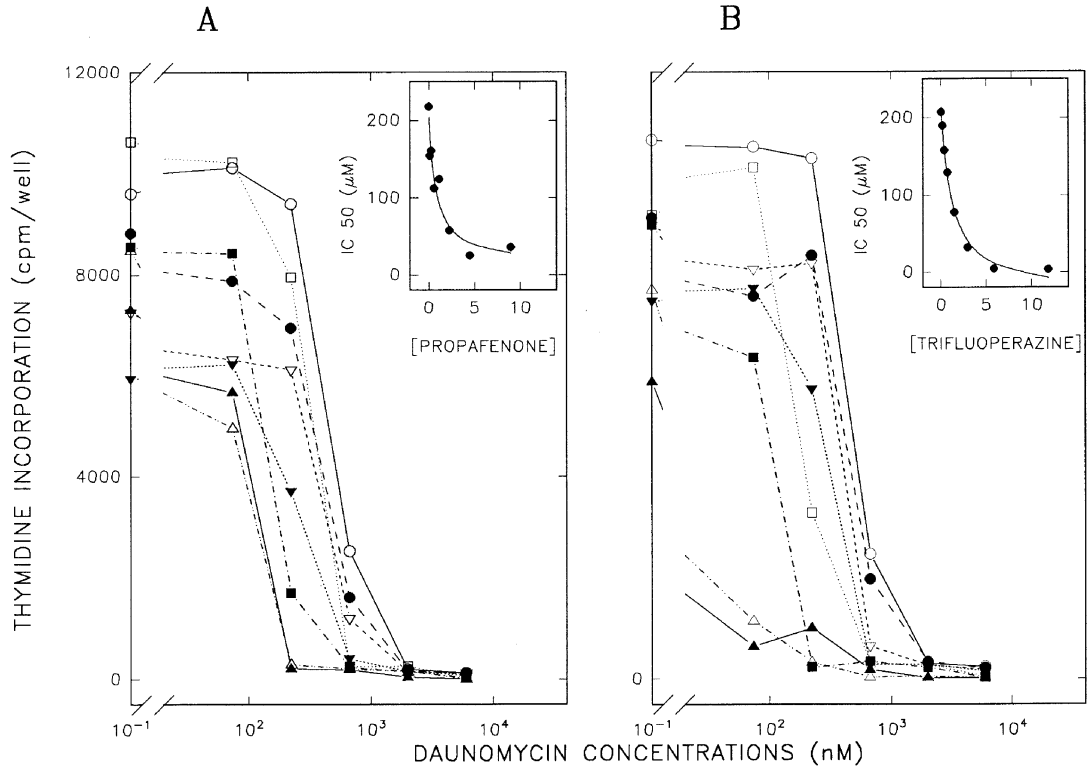 A
B
THYMIDINE INCORPORATION (cpm/well)
12000
8000
4000
0
IC 50 (μM)
200
100
0
0 5 10
[PROPAFENONE]
IC 50 (μM)
200
100
0
0 5 10
[TRIFLUOPERAZINE]
10-1 102 103 104
10-1 102 103 104
DAUNOMYCIN CONCENTRATIONS (nM)